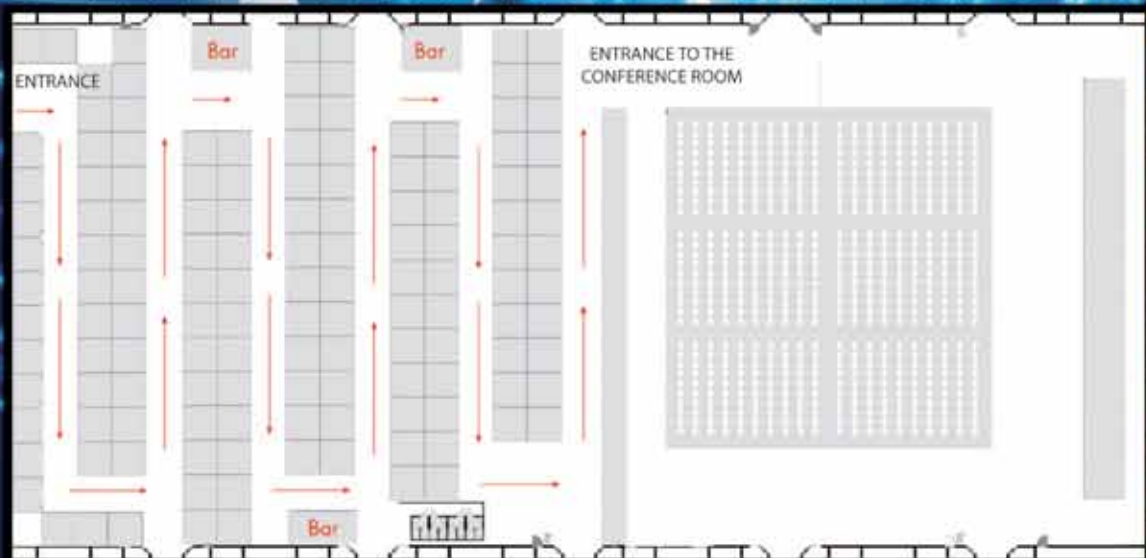 Bar
Bar
ENTRANCE TO THE
CONFERENCE ROOM
ENTRANCE
Bar